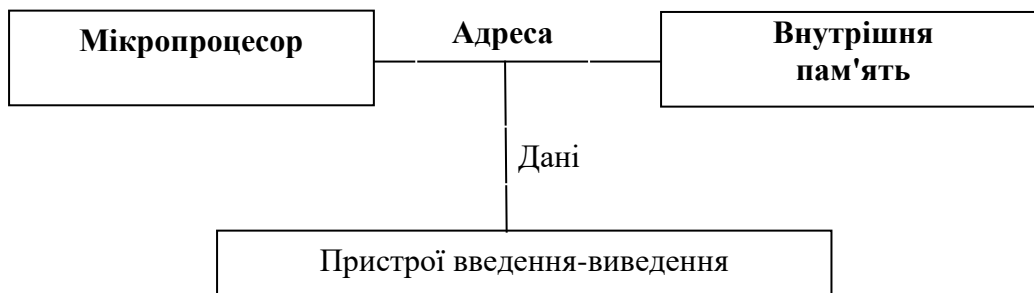 Мікропроцесор
Адреса
Внутрішня
пам'ять
Дані
Пристрої введення-виведення